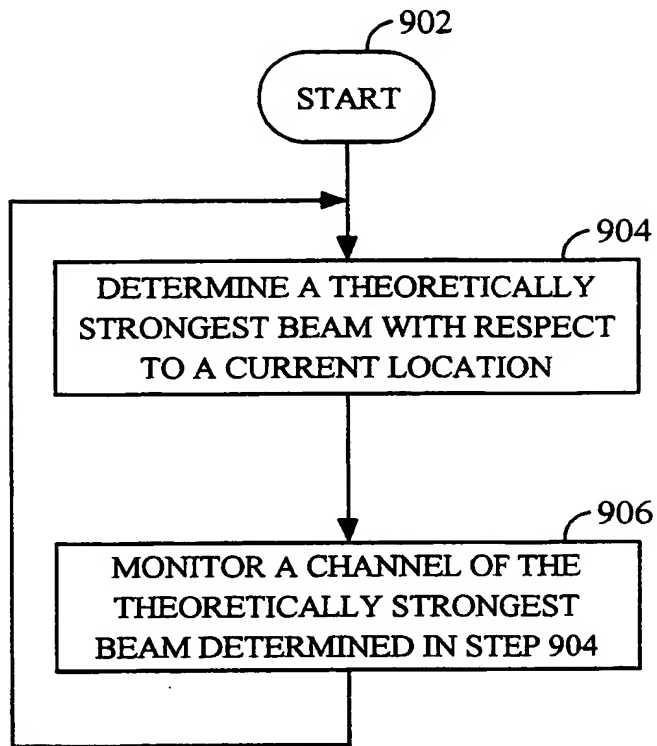 902
START
904
DETERMINE A THEORETICALLY
STRONGEST BEAM WITH RESPECT
TO A CURRENT LOCATION
906
MONITOR A CHANNEL OF THE
THEORETICALLY STRONGEST
BEAM DETERMINED IN STEP 904